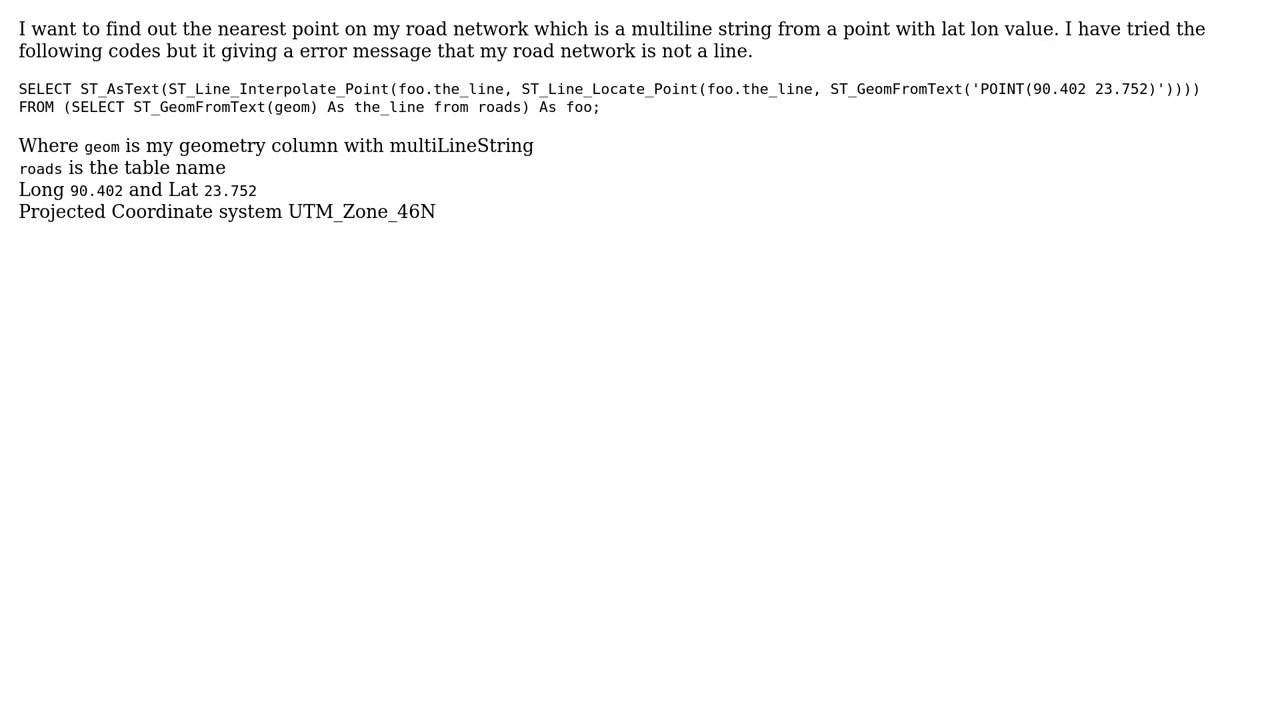 I want to find out the nearest point on my road network which is a multiline string from a point with lat lon value. I have tried the
following codes but it giving a error message that my road network is not a line.
SELECT ST_AsText(ST_Line_Interpolate_Point(foo.the_line, ST_Line_Locate_Point(foo.the_line, ST_GeomFromText('POINT(90.402 23.752)'))))
FROM (SELECT ST_GeomFromText(geom) As the_line from roads) As foo;
Where geom is my geometry column with multiLineString
roads is the table name
Long 90.402 and Lat 23.752
Projected Coordinate system UTM_Zone_46N